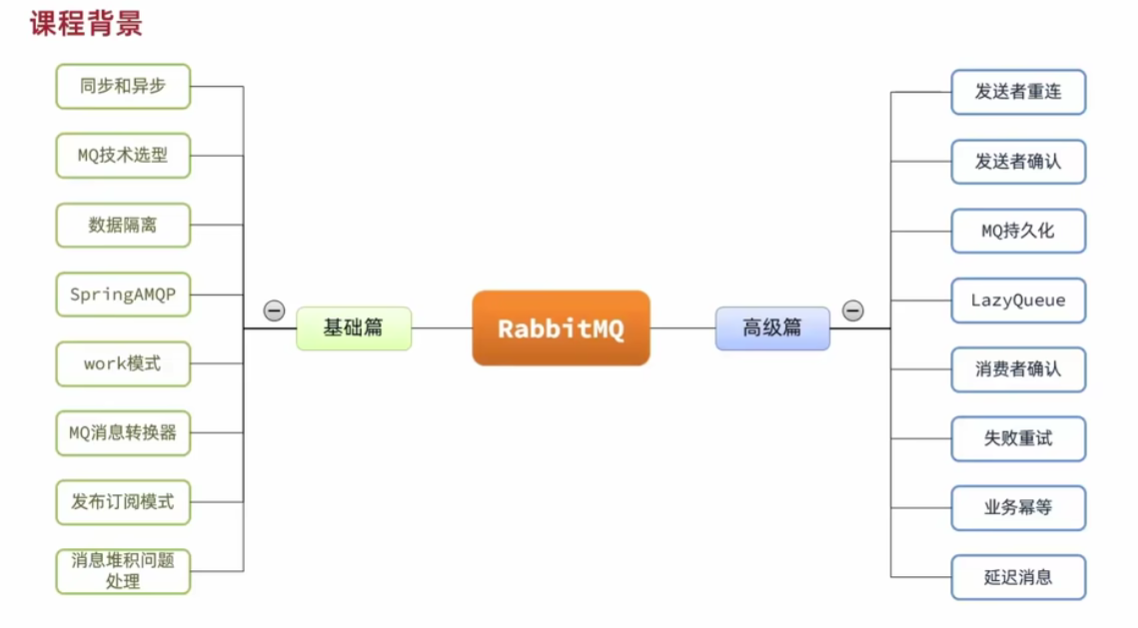 课程背景
同步和异步
MQ技术选型
数据隔离
SpringAMQP
work模式
MQ消息转换器
发布订阅模式
消息堆积问题
处理
基础篇
RabbitMQ
高级篇
发送者重连
发送者确认
MQ持久化
LazyQueue
消费者确认
失败重试
业务幂等
延迟消息